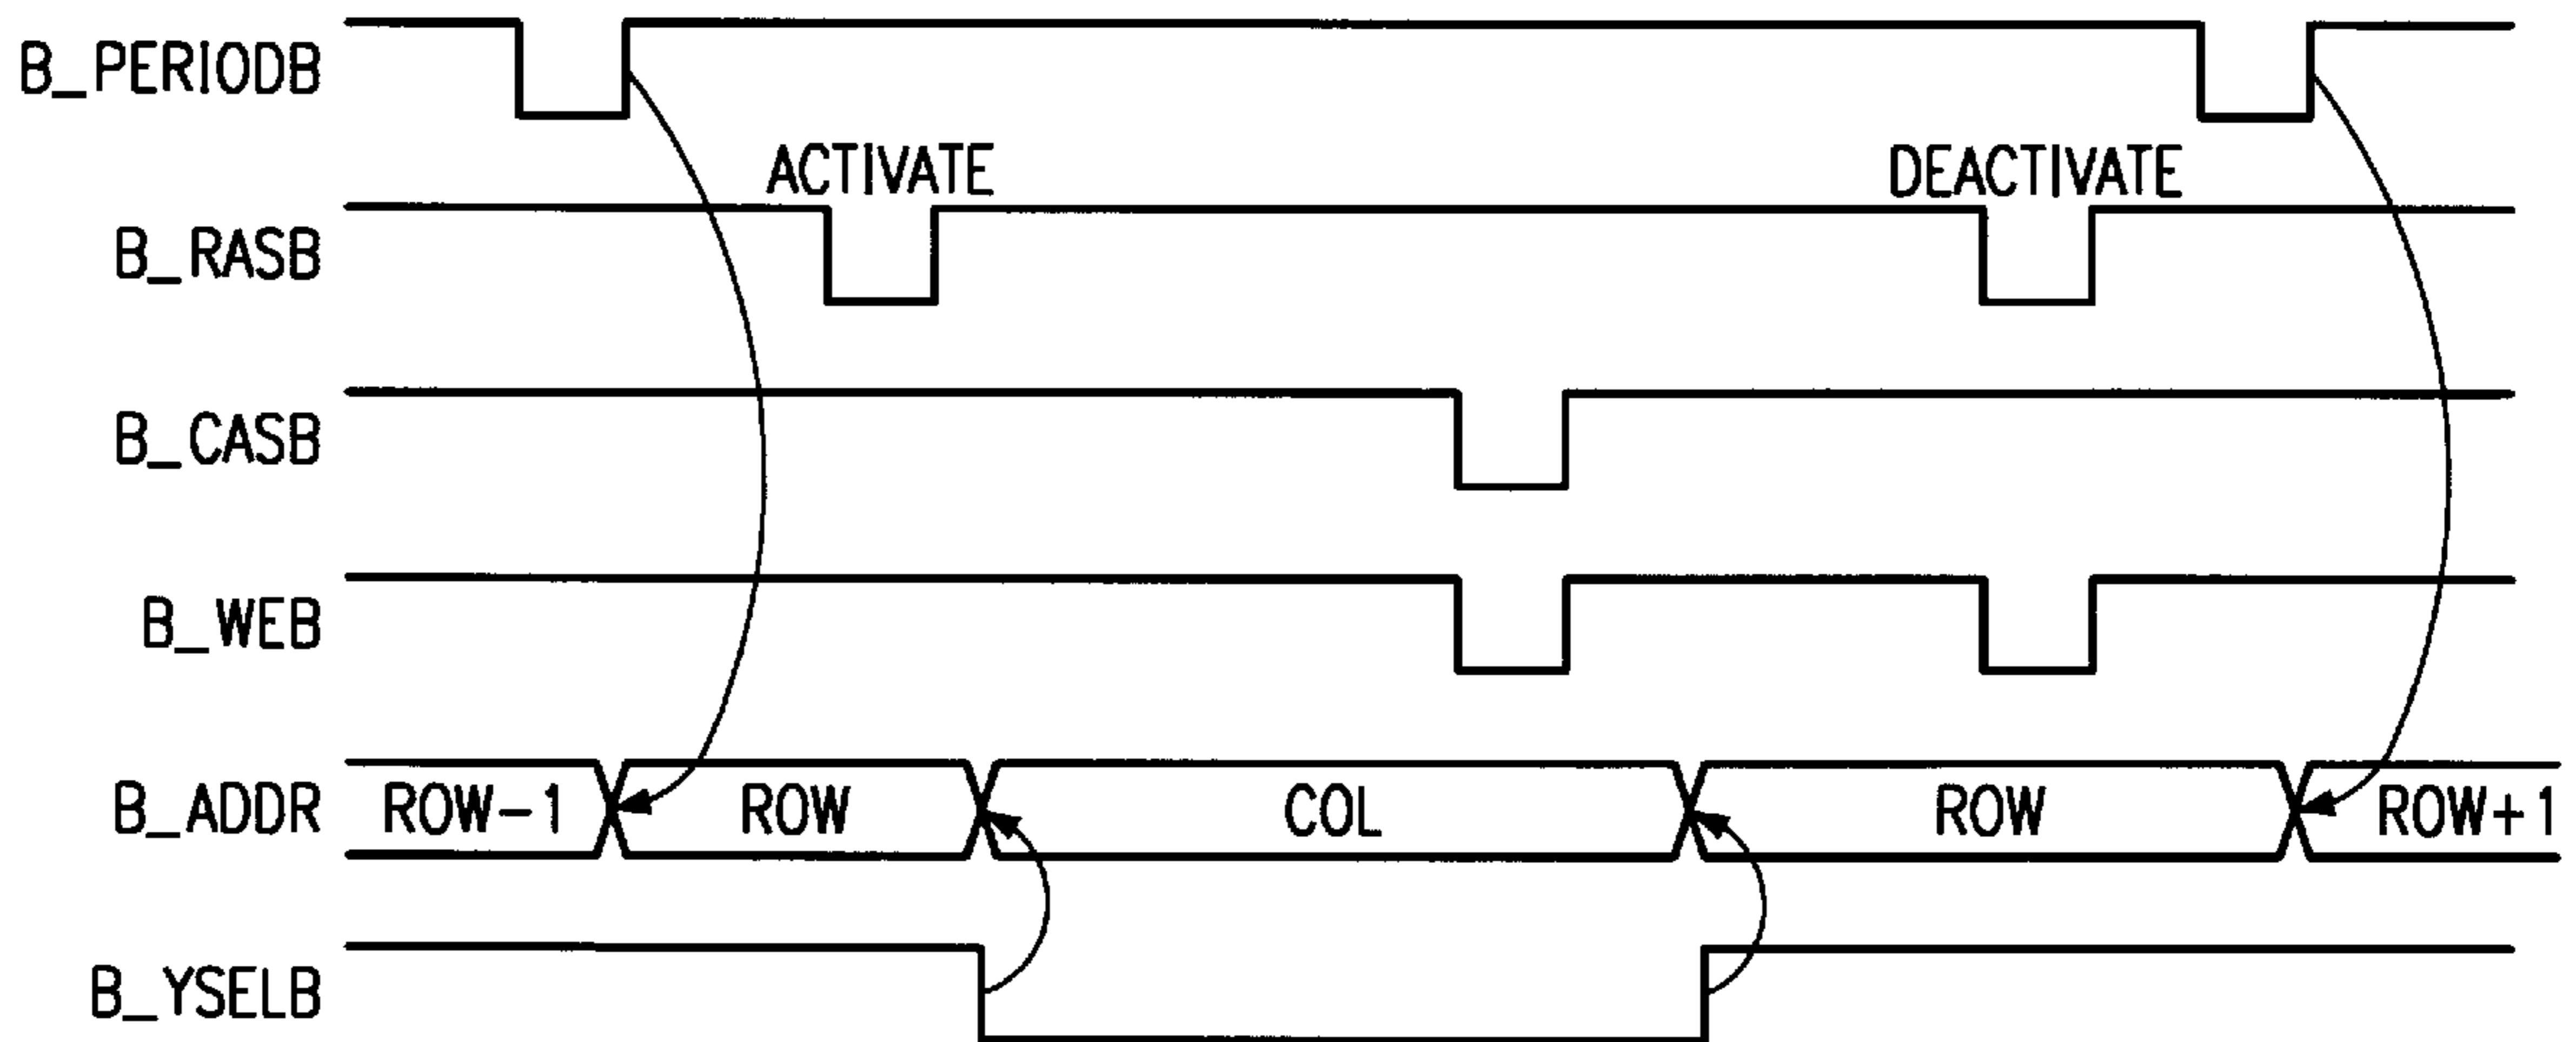 B_PERIODB
ACTIVATE DEACTIVATE
B_RASB
B_CASB
B_WEB
B_ADDR ROW-1 ROW COL ROW ROW+1
B_YSELB